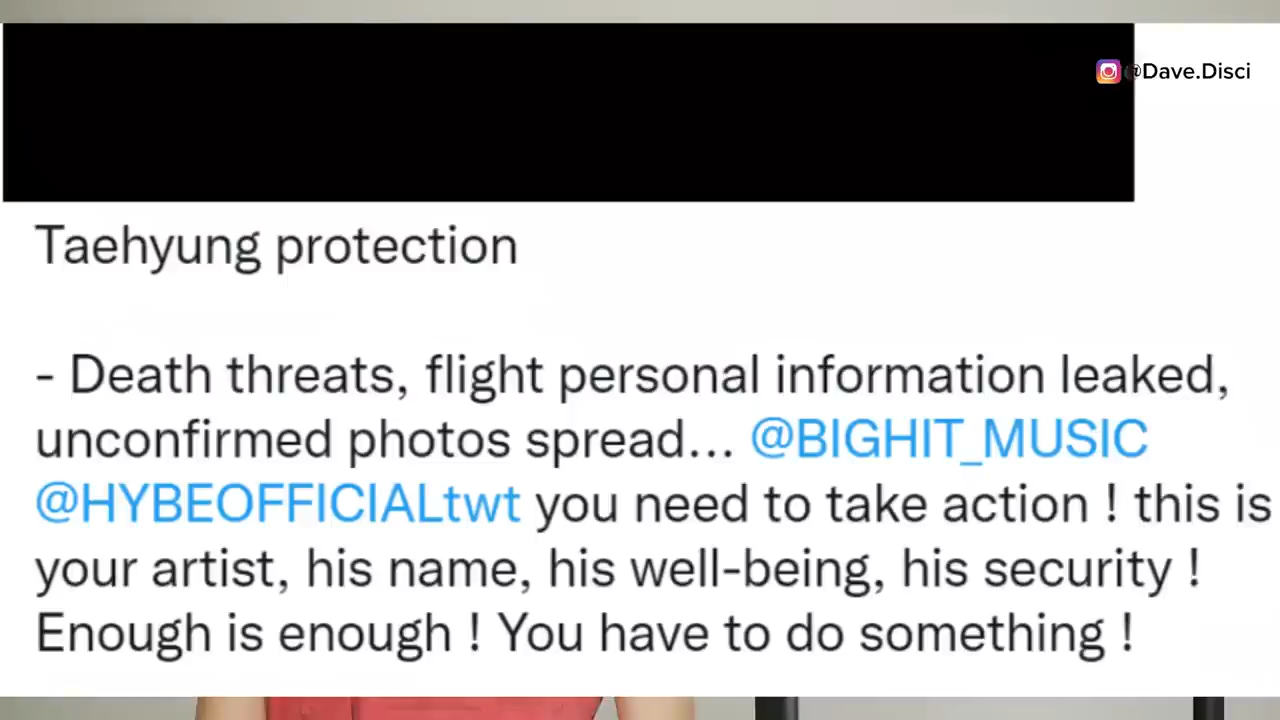 @Dave.Disci
Taehyung protection
- Death threats, flight personal information leaked,
unconfirmed photos spread... @BIGHIT_MUSIC
@HYBEOFFICIALtwt you need to take action ! this is
your artist, his name, his well-being, his security !
Enough is enough ! You have to do something !